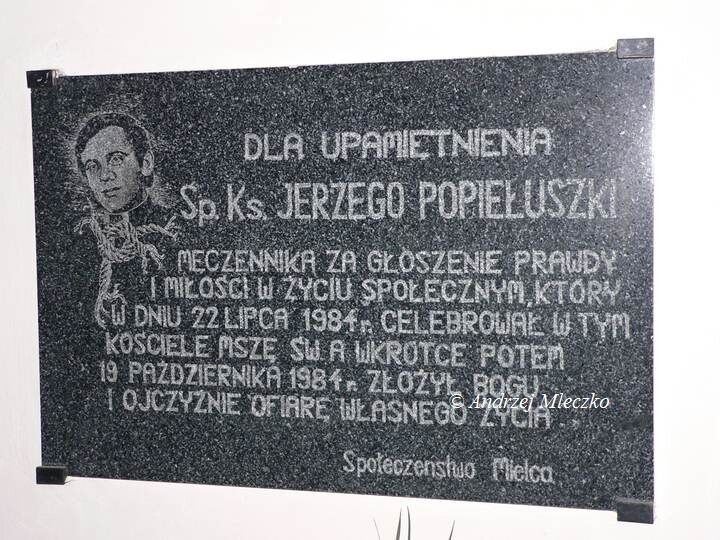 DLA UPAMIĘTNIENIA
Sp. Ks. JERZEGO POPIEŁUSZKI
MECZENNIKA ZA GŁOSZENIE PRAWDY
I MIŁOŚCI W ŻYCIU SPOŁECZNYM, KTÓRY
W DNIU 22 LIPCA 1984 r. CELEBROWAŁ W TYM
KOŚCIELE MSZĘ ŚW. A WKRÓTCE POTEM
19 PAŹDZIERNIKA 1984 r. ZŁOŻYŁ BOGU
I OJCZYŹNIE OFIARĘ WŁASNEGO ŻYCIA
© Andrzej Mleczko
Społeczeństwo Mielca